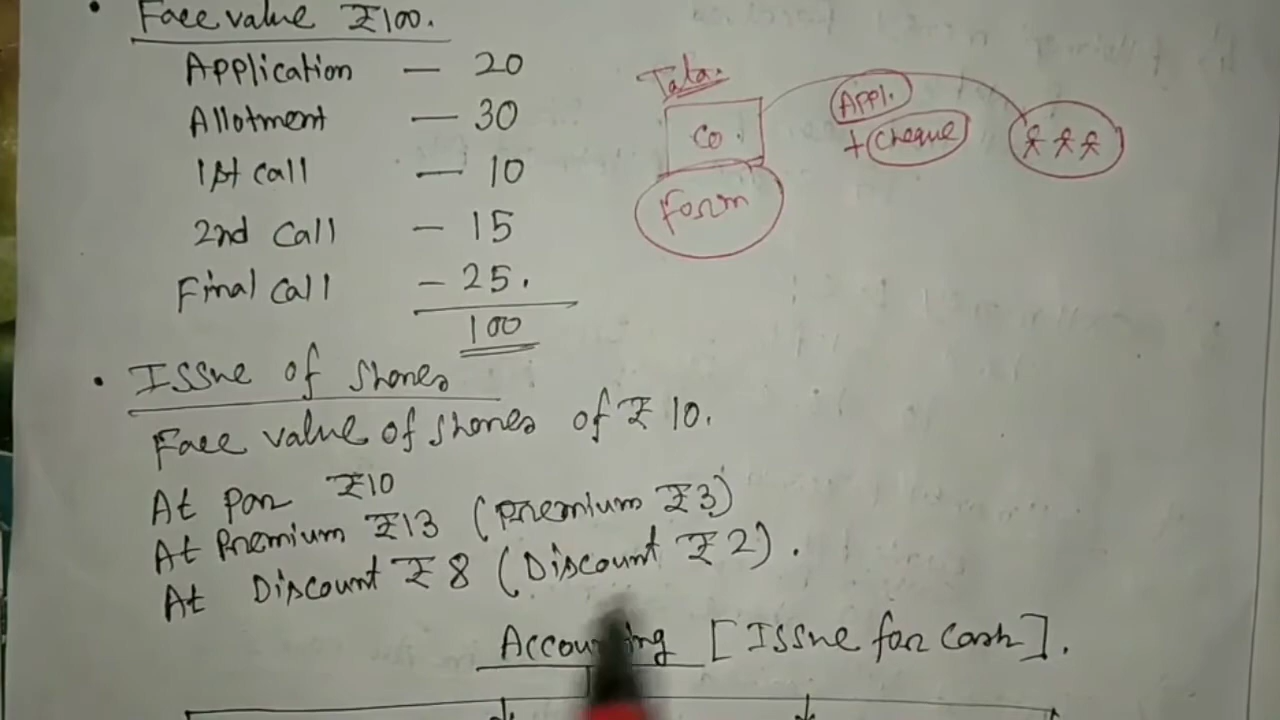 • Face value ₹100.
Application — 20
Allotment — 30
1st call — 10
2nd call — 15
Final call — 25.
100
Tata.
Co.
Form
Appl.
+ Cheque
• Issue of shares
Face value of shares of ₹10.
At par ₹10
At Premium ₹13 (Premium ₹3)
At Discount ₹8 (Discount ₹2).
Accounting [Issue for cash].